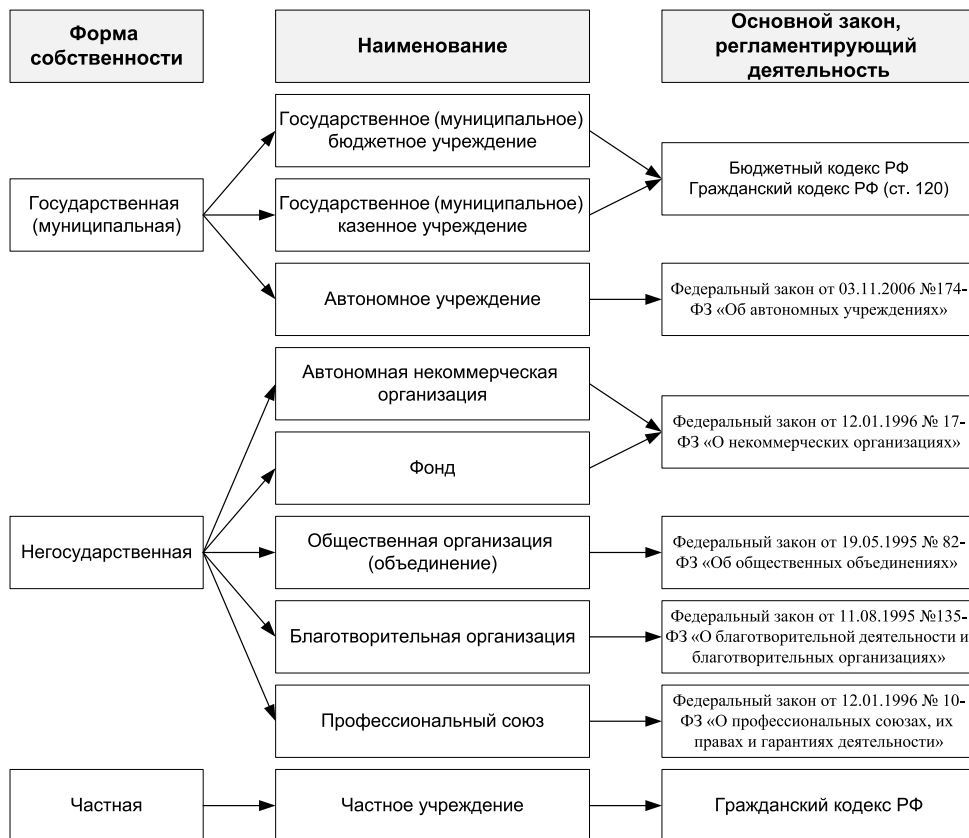 Форма
собственности
Наименование
Основной закон,
регламентирующий
деятельность
Государственная
(муниципальная)
Государственное (муниципальное)
бюджетное учреждение
Государственное (муниципальное)
казенное учреждение
Бюджетный кодекс РФ
Гражданский кодекс РФ (ст. 120)
Автономное учреждение
Федеральный закон от 03.11.2006 №174-
ФЗ «Об автономных учреждениях»
Негосударственная
Автономная некоммерческая
организация
Фонд
Федеральный закон от 12.01.1996 № 17-
ФЗ «О некоммерческих организациях»
Общественная организация
(объединение)
Федеральный закон от 19.05.1995 № 82-
ФЗ «Об общественных объединениях»
Благотворительная организация
Федеральный закон от 11.08.1995 №135-
ФЗ «О благотворительной деятельности и
благотворительных организациях»
Профессиональный союз
Федеральный закон от 12.01.1996 № 10-
ФЗ «О профессиональных союзах, их
правах и гарантиях деятельности»
Частная
Частное учреждение
Гражданский кодекс РФ